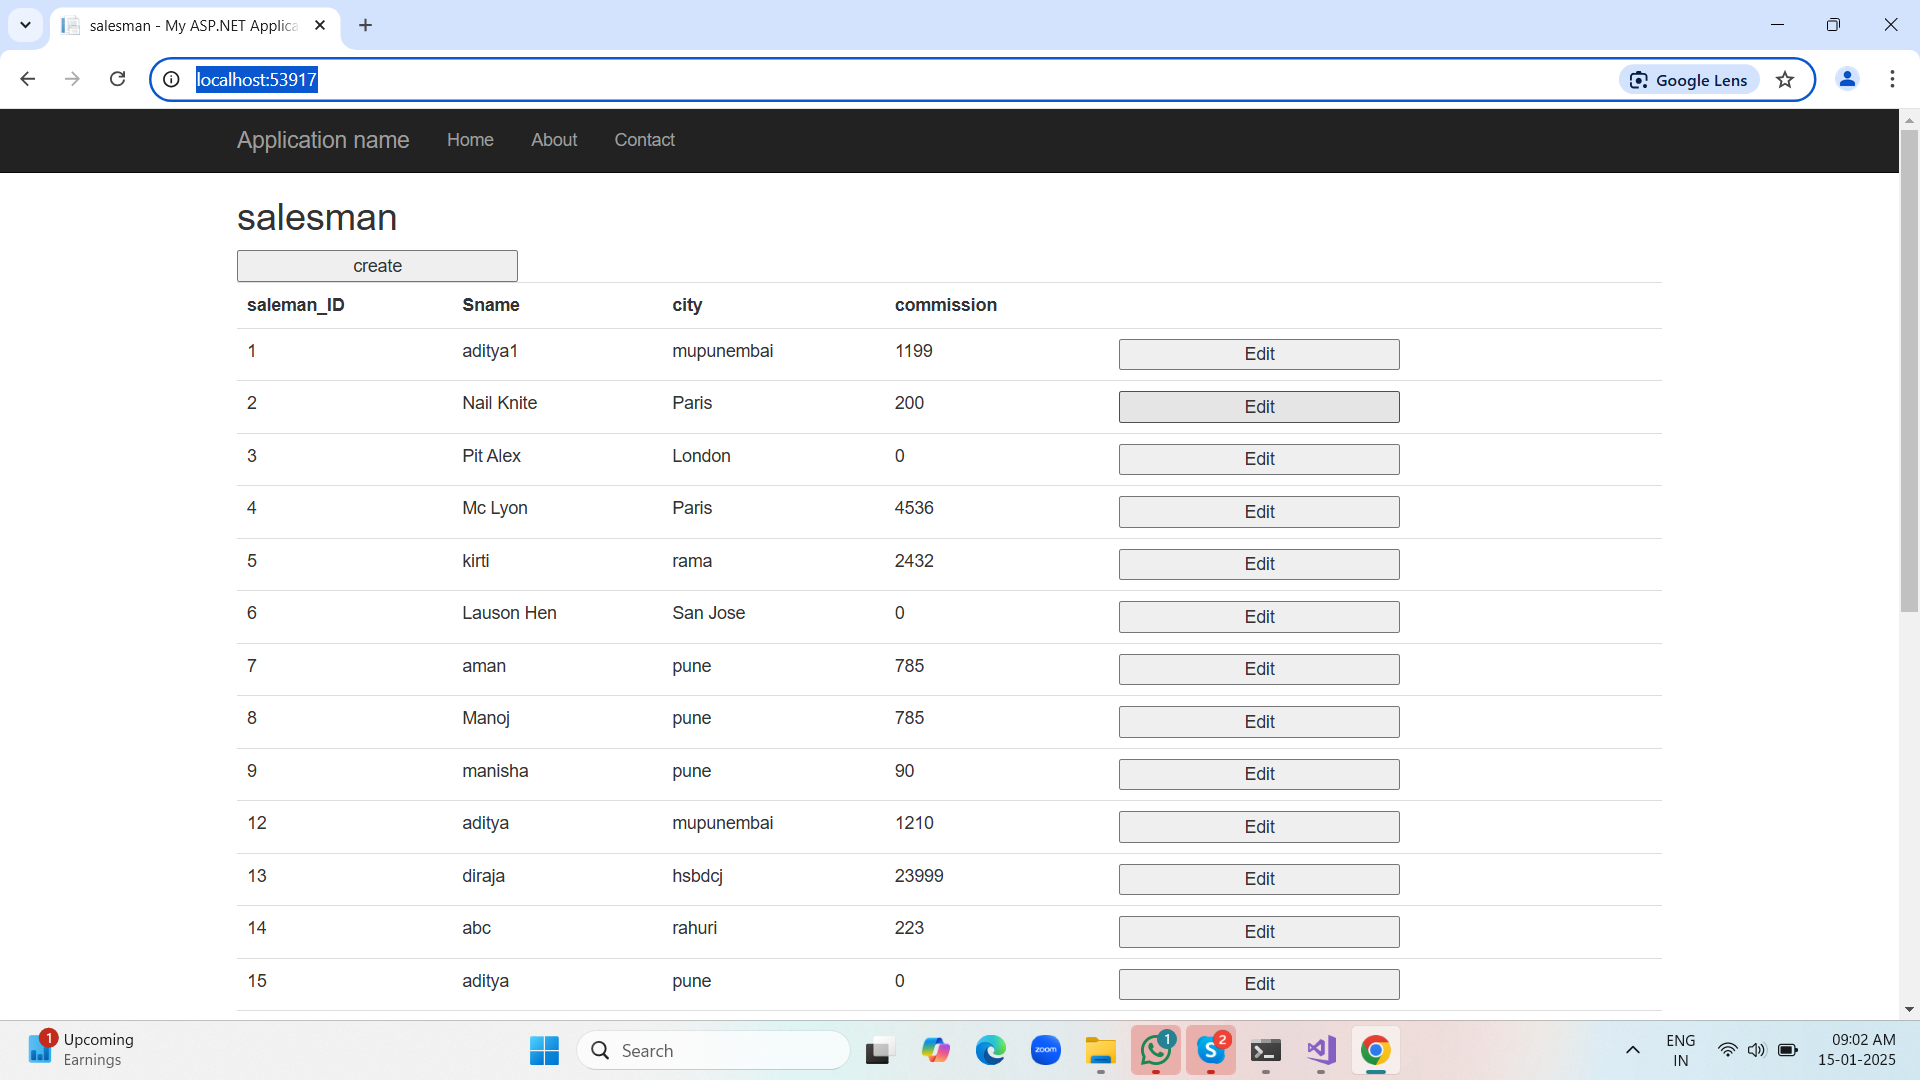 salesman - My ASP.NET Applica
localhost:53917
Google Lens
Application name Home About Contact
salesman
create
saleman_ID Sname city commission
1 aditya1 mupunembai 1199 Edit
2 Nail Knite Paris 200 Edit
3 Pit Alex London 0 Edit
4 Mc Lyon Paris 4536 Edit
5 kirti rama 2432 Edit
6 Lauson Hen San Jose 0 Edit
7 aman pune 785 Edit
8 Manoj pune 785 Edit
9 manisha pune 90 Edit
12 aditya mupunembai 1210 Edit
13 diraja hsbdcj 23999 Edit
14 abc rahuri 223 Edit
15 aditya pune 0 Edit
1 Upcoming
Earnings
Search
zoom
1
S 2
ENG
IN
09:02 AM
15-01-2025